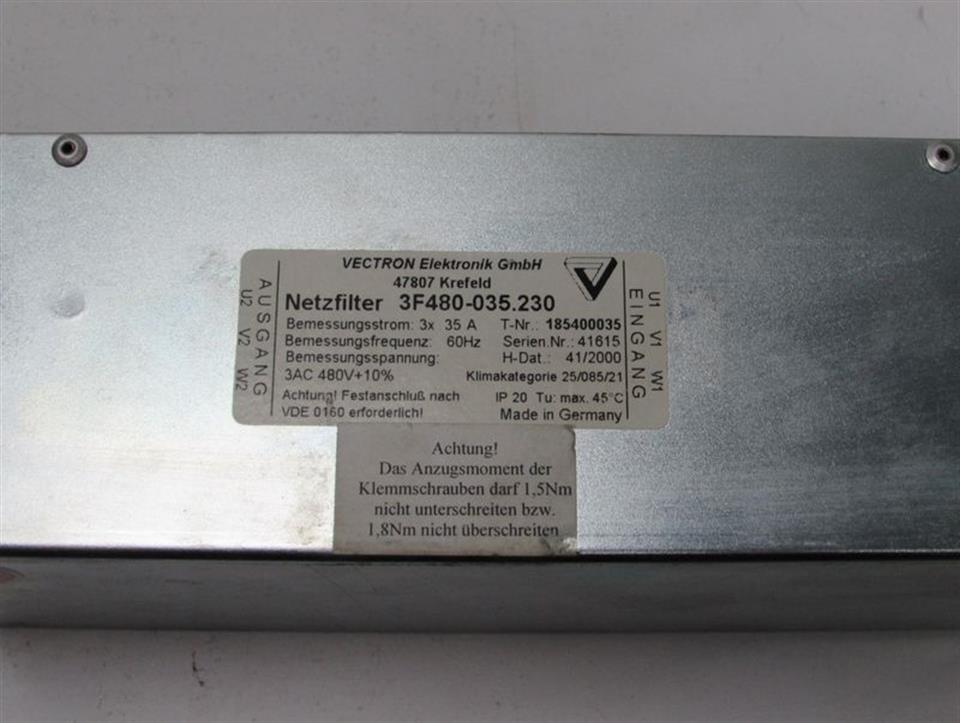 VECTRON Elektronik GmbH
47807 Krefeld
Netzfilter 3F480-035.230
Bemessungsstrom: 3x 35 A T-Nr.: 185400035
Bemessungsfrequenz: 60Hz Serien.Nr: 41615
Bemessungsspannung: H-Dat.: 41/2000
3AC 480V+10% Klimakategorie 25/085/21
Achtung! Festanschluß nach IP 20 Tu: max. 45°C
VDE 0160 erforderlich! Made in Germany
AUSGANG
U2 V2 W2
U1 V1 W1
EINGANG
Achtung!
Das Anzugsmoment der
Klemmschrauben darf 1,5Nm
nicht unterschreiten bzw.
1,8Nm nicht überschreiten